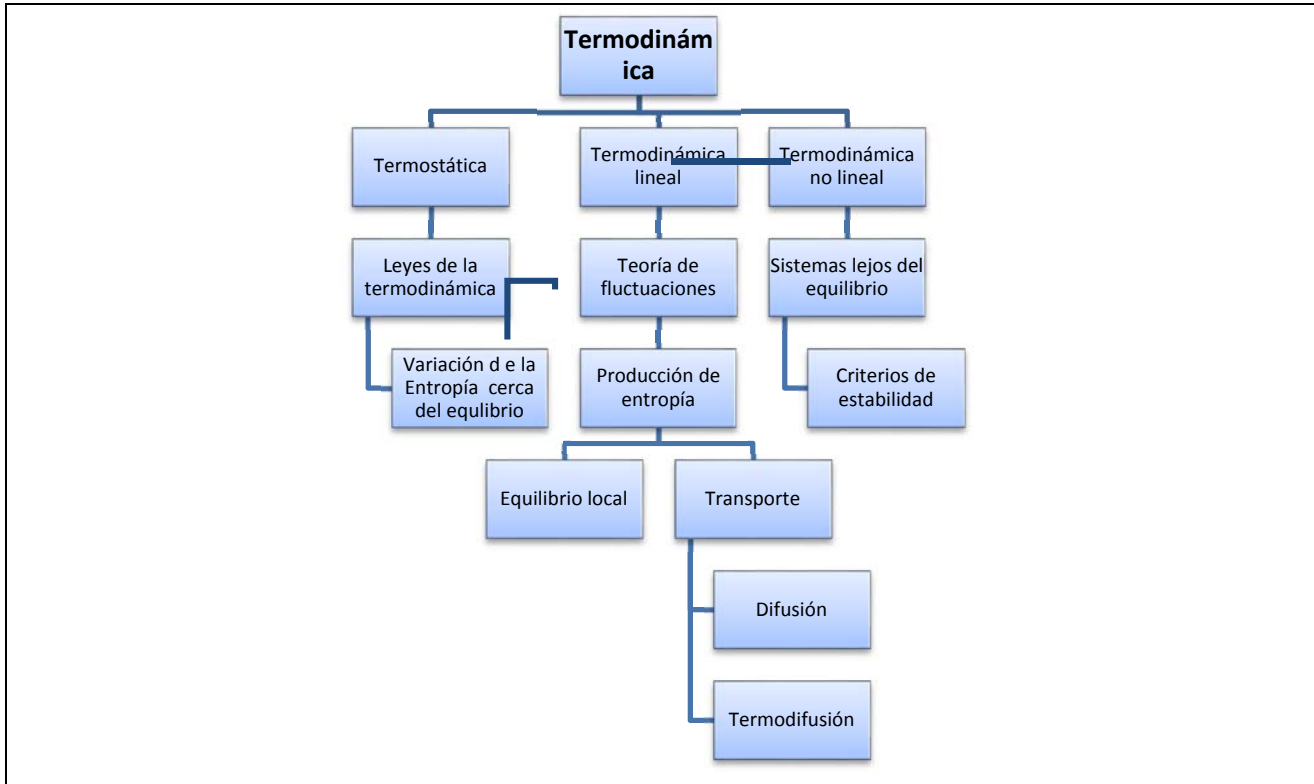 Termodinám
ica
Termostática
Termodinámica
lineal
Termodinámica
no lineal
Leyes de la
termodinámica
Teoría de
fluctuaciones
Sistemas lejos del
equilibrio
Variación d e la
Entropía cerca
del equlibrio
Producción de
entropía
Criterios de
estabilidad
Equilibrio local
Transporte
Difusión
Termodifusión